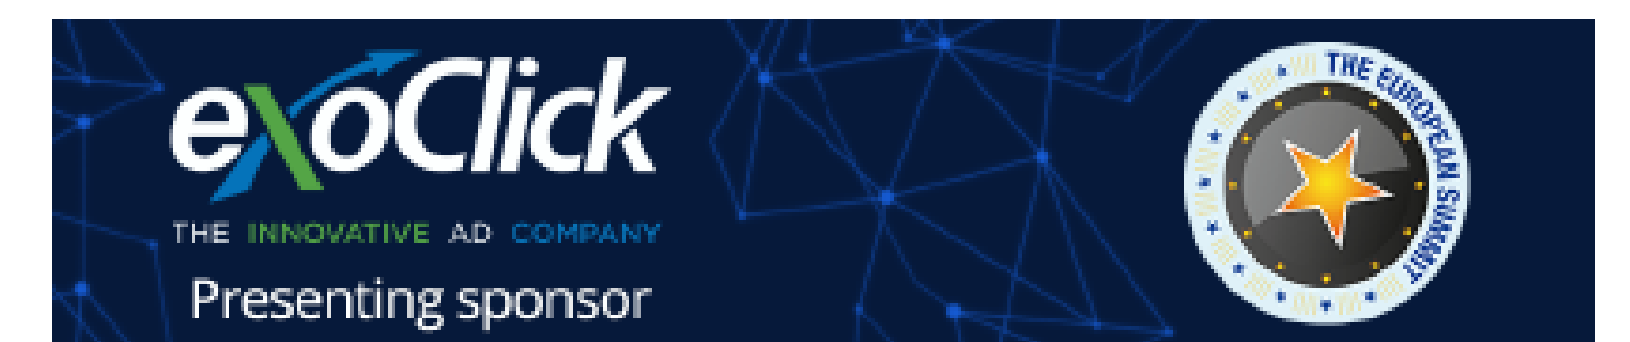 exoClick
THE INNOVATIVE AD COMPANY
Presenting sponsor
THE EUROPEAN SUMMIT